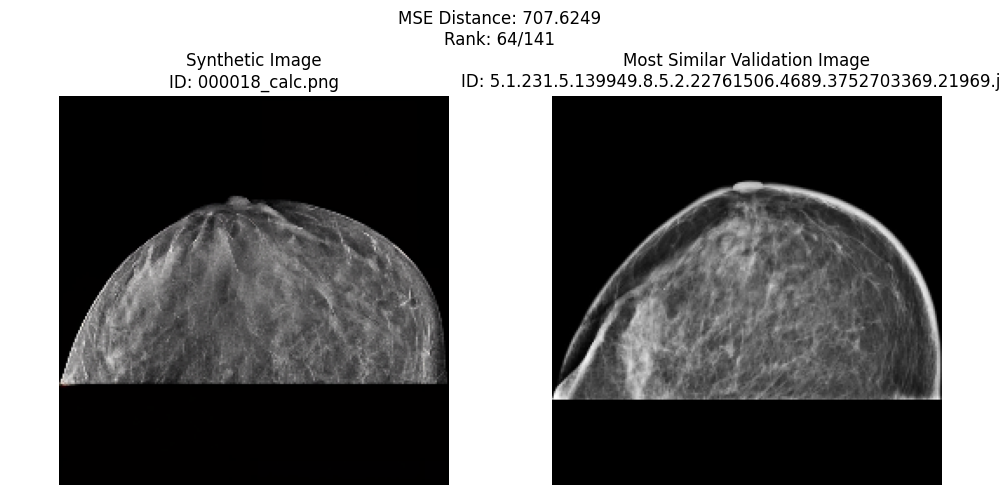 MSE Distance: 707.6249
Rank: 64/141
Synthetic Image
ID: 000018_calc.png
Most Similar Validation Image
ID: 5.1.231.5.139949.8.5.2.22761506.4689.3752703369.21969.j